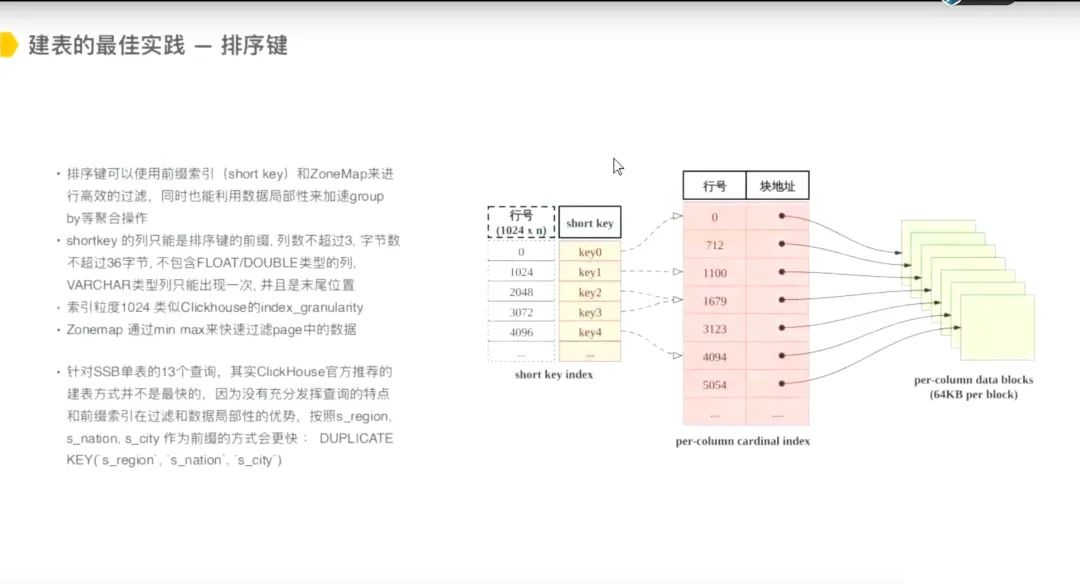 建表的最佳实践 — 排序键
• 排序键可以使用前缀索引（short key）和ZoneMap来进
行高效的过滤，同时也能利用数据局部性来加速group
by等聚合操作
• shortkey 的列只能是排序键的前缀, 列数不超过3, 字节数
不超过36字节, 不包含FLOAT/DOUBLE类型的列,
VARCHAR类型列只能出现一次, 并且是末尾位置
• 索引粒度1024 类似Clickhouse的index_granularity
• Zonemap 通过min max来快速过滤page中的数据
• 针对SSB单表的13个查询，其实ClickHouse官方推荐的
建表方式并不是最快的，因为没有充分发挥查询的特点
和前缀索引在过滤和数据局部性的优势，按照s_region,
s_nation, s_city 作为前缀的方式会更快： DUPLICATE
KEY(`s_region`, `s_nation`, `s_city`)
行号
(1024 x n)
short key
0 key0
1024 key1
2048 key2
3072 key3
4096 key4
... ...
short key index
行号 块地址
0
712
1100
1679
3123
4094
5054
... ....
per-column cardinal index
per-column data blocks
(64KB per block)